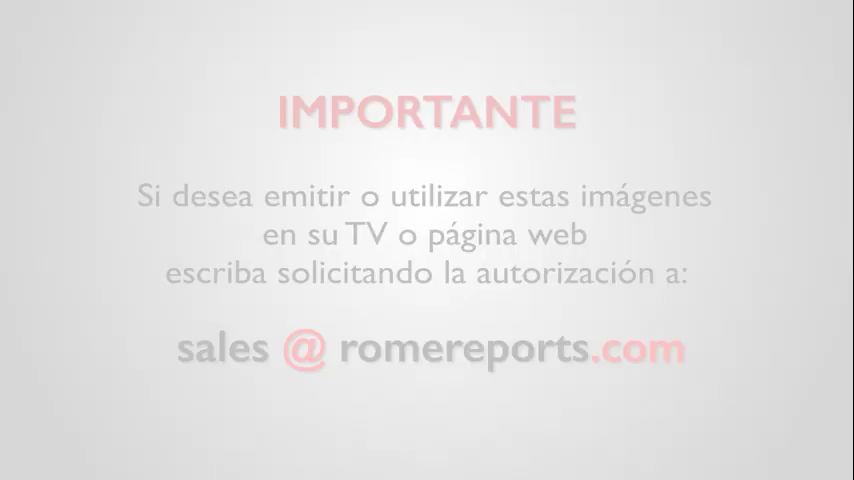 IMPORTANTE
Si desea emitir o utilizar estas imágenes
en su TV o página web
escriba solicitando la autorización a:
sales @ romereports.com